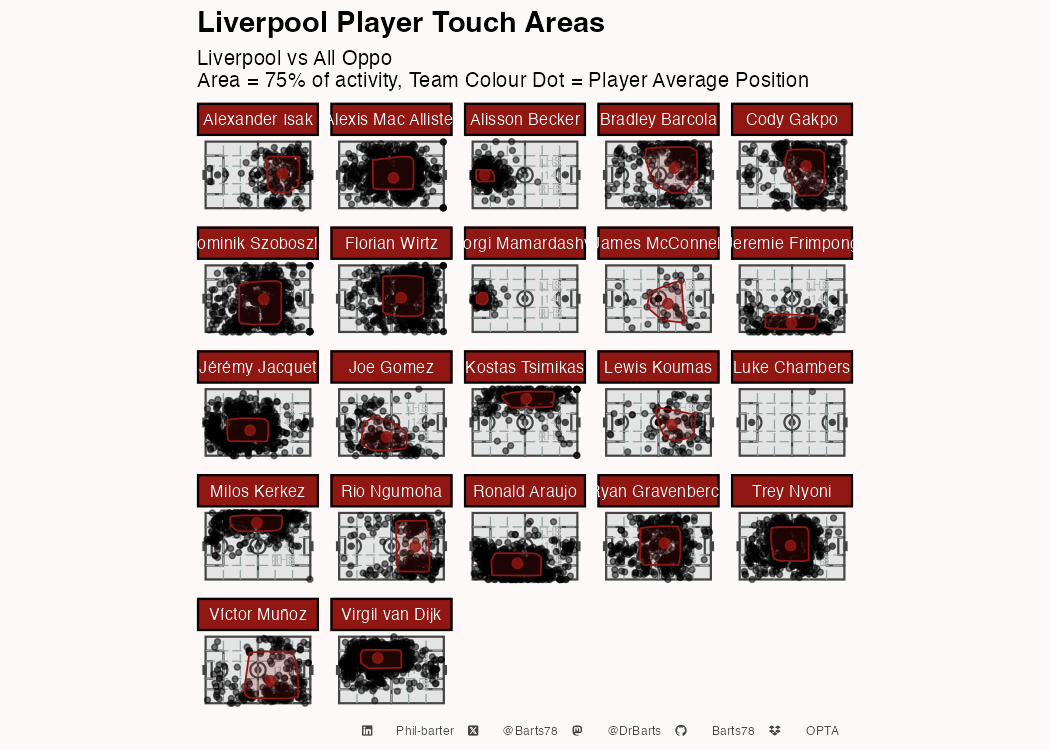 Liverpool Player Touch Areas
Liverpool vs All Oppo
Area = 75% of activity, Team Colour Dot = Player Average Position
Alexander Isak
Alexis Mac Alliste
Alisson Becker
Bradley Barcola
Cody Gakpo
ominik Szoboszl
Florian Wirtz
orgi Mamardashv
James McConnel
Jeremie Frimpong
Jérémy Jacquet
Joe Gomez
Kostas Tsimikas
Lewis Koumas
Luke Chambers
Milos Kerkez
Rio Ngumoha
Ronald Araujo
Ryan Gravenberc
Trey Nyoni
Víctor Muñoz
Virgil van Dijk
Phil-barter @Barts78 @DrBarts Barts78 OPTA